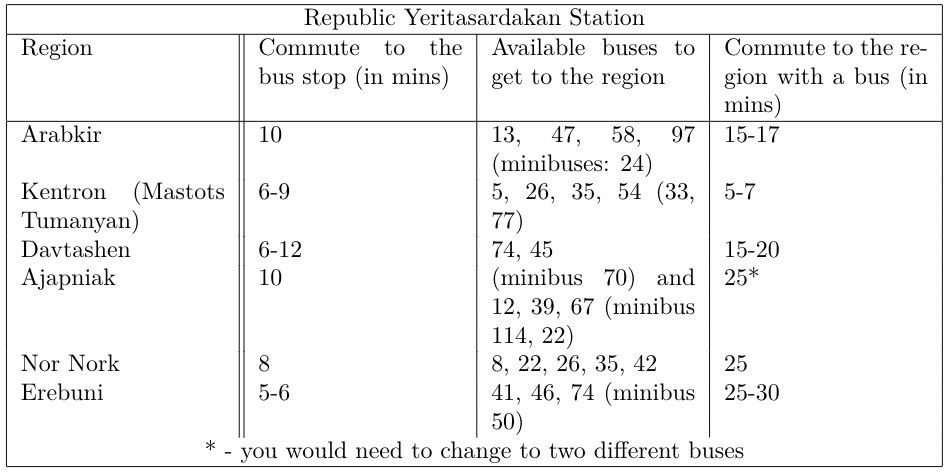 Republic Yeritasardakan Station
Region
Commute to the bus stop (in mins)
Available buses to get to the region
Commute to the re-
gion with a bus (in
mins)
Arabkir
10
13, 47, 58, 97
(minibuses: 24)
15-17
Kentron (Mastots
Tumanyan)
6-9
5, 26, 35, 54 (33,
77)
5-7
Davtashen
6-12
74, 45
15-20
Ajapniak
10
(minibus 70) and
12, 39, 67 (minibus
114, 22)
25*
Nor Nork
8
8, 22, 26, 35, 42
25
Erebuni
5-6
41, 46, 74 (minibus
50)
25-30
* - you would need to change to two different buses